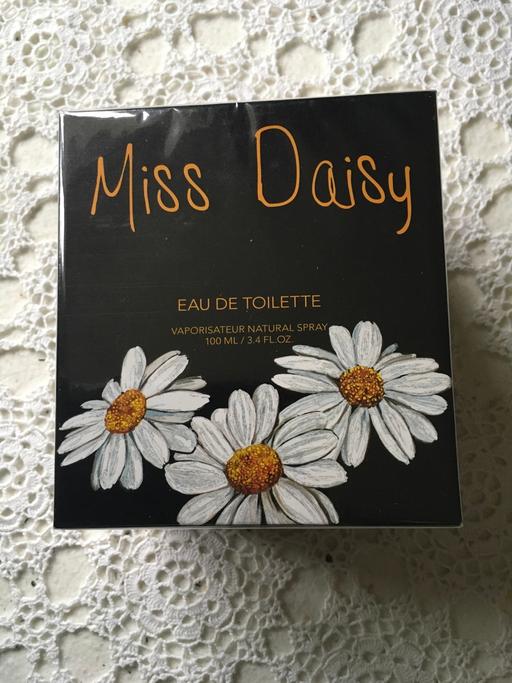 Miss Daisy
EAU DE TOILETTE
VAPORISATEUR NATURAL SPRAY
100 ML / 3.4 FL.OZ.